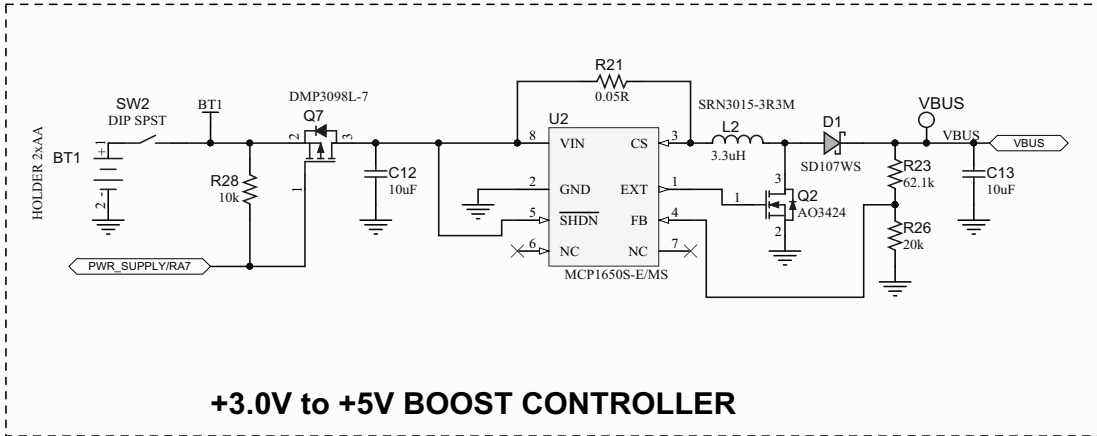 R21
0.05R
SW2
DIP SPST
BT1
DMP3098L-7
Q7
SRN3015-3R3M
L2
3.3uH
D1
SD107WS
VBUS
VBUS
VBUS
HOLDER 2xAA
BT1
1
+
-
2
2
3
1
R28
10k
C12
10uF
U2
8 VIN
CS 3
2 GND
EXT 1
5 SHDN
FB 4
6 NC
NC 7
MCP1650S-E/MS
3
1
2
Q2
AO3424
R23
62.1k
C13
10uF
R26
20k
PWR_SUPPLY/RA7
+3.0V to +5V BOOST CONTROLLER